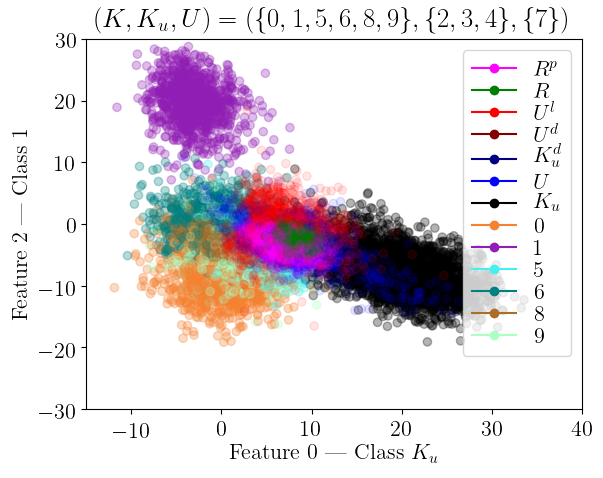 (K, K_u, U) = ({0, 1, 5, 6, 8, 9}, {2, 3, 4}, {7})
30
20
10
0
−10
−20
−30
Feature 2 — Class 1
−10 0 10 20 30 40
Feature 0 — Class K_u
R^p
R
U^l
U^d
K_u^d
U
K_u
0
1
5
6
8
9